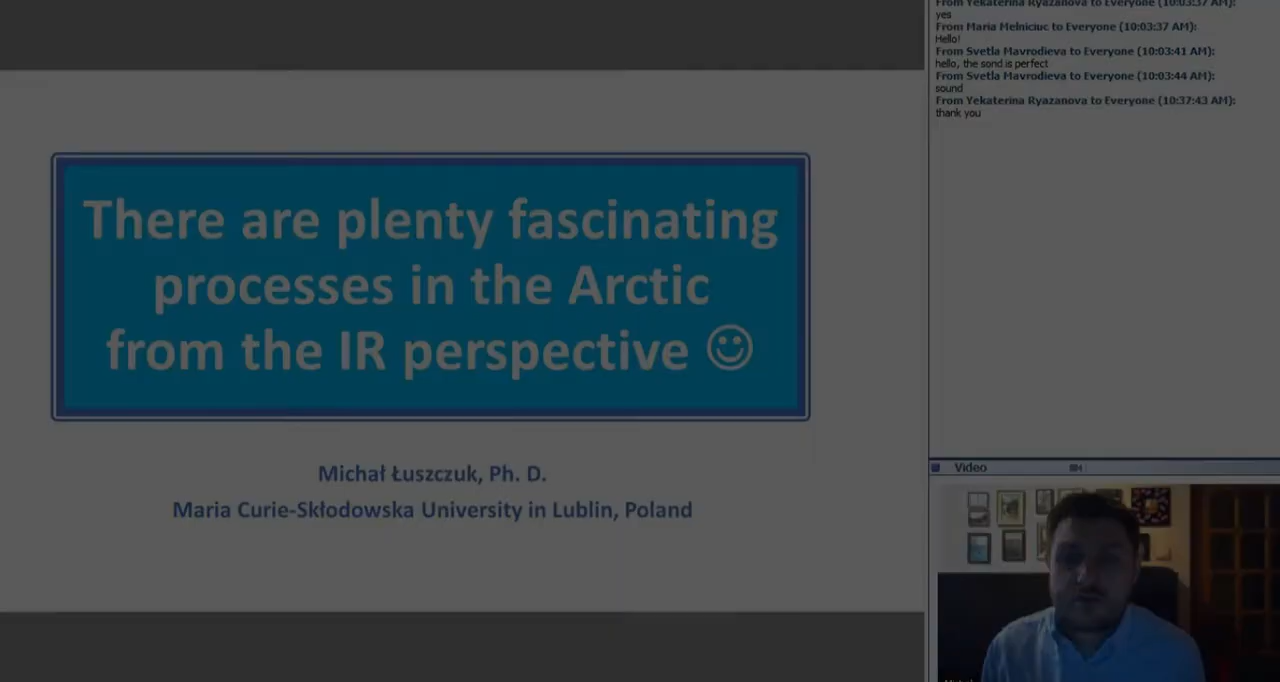 There are plenty fascinating
processes in the Arctic
from the IR perspective ☺
Michał Łuszczuk, Ph. D.
Maria Curie-Skłodowska University in Lublin, Poland
From Yekaterina Ryazanova to Everyone (10:03:37 AM):
yes
From Maria Melniciuc to Everyone (10:03:37 AM):
Hello!
From Svetla Mavrodieva to Everyone (10:03:41 AM):
hello, the sond is perfect
From Svetla Mavrodieva to Everyone (10:03:44 AM):
sound
From Yekaterina Ryazanova to Everyone (10:37:43 AM):
thank you
Video